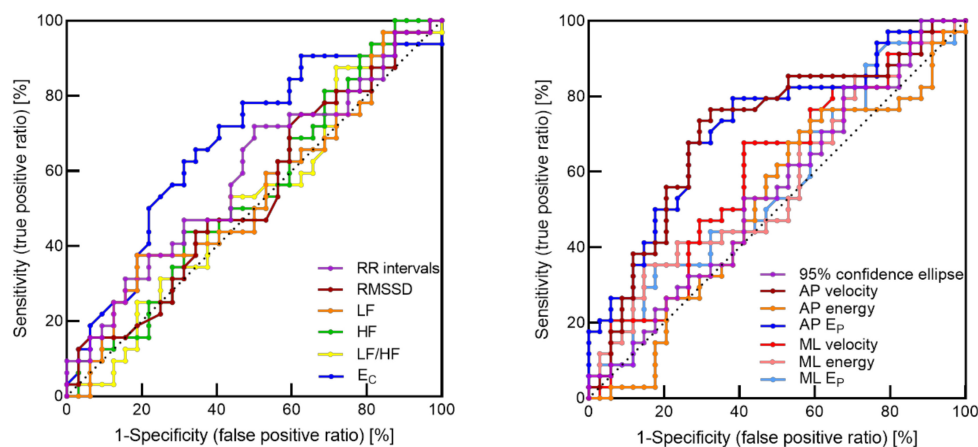 100
80
60
40
20
0
Sensitivity (true positive ratio) [%]
RR intervals
RMSSD
LF
HF
LF/HF
EC
0 20 40 60 80 100
1-Specificity (false positive ratio) [%]
100
80
60
40
20
0
Sensitivity (true positive ratio) [%]
95% confidence ellipse
AP velocity
AP energy
AP EP
ML velocity
ML energy
ML EP
0 20 40 60 80 100
1-Specificity (false positive ratio) [%]